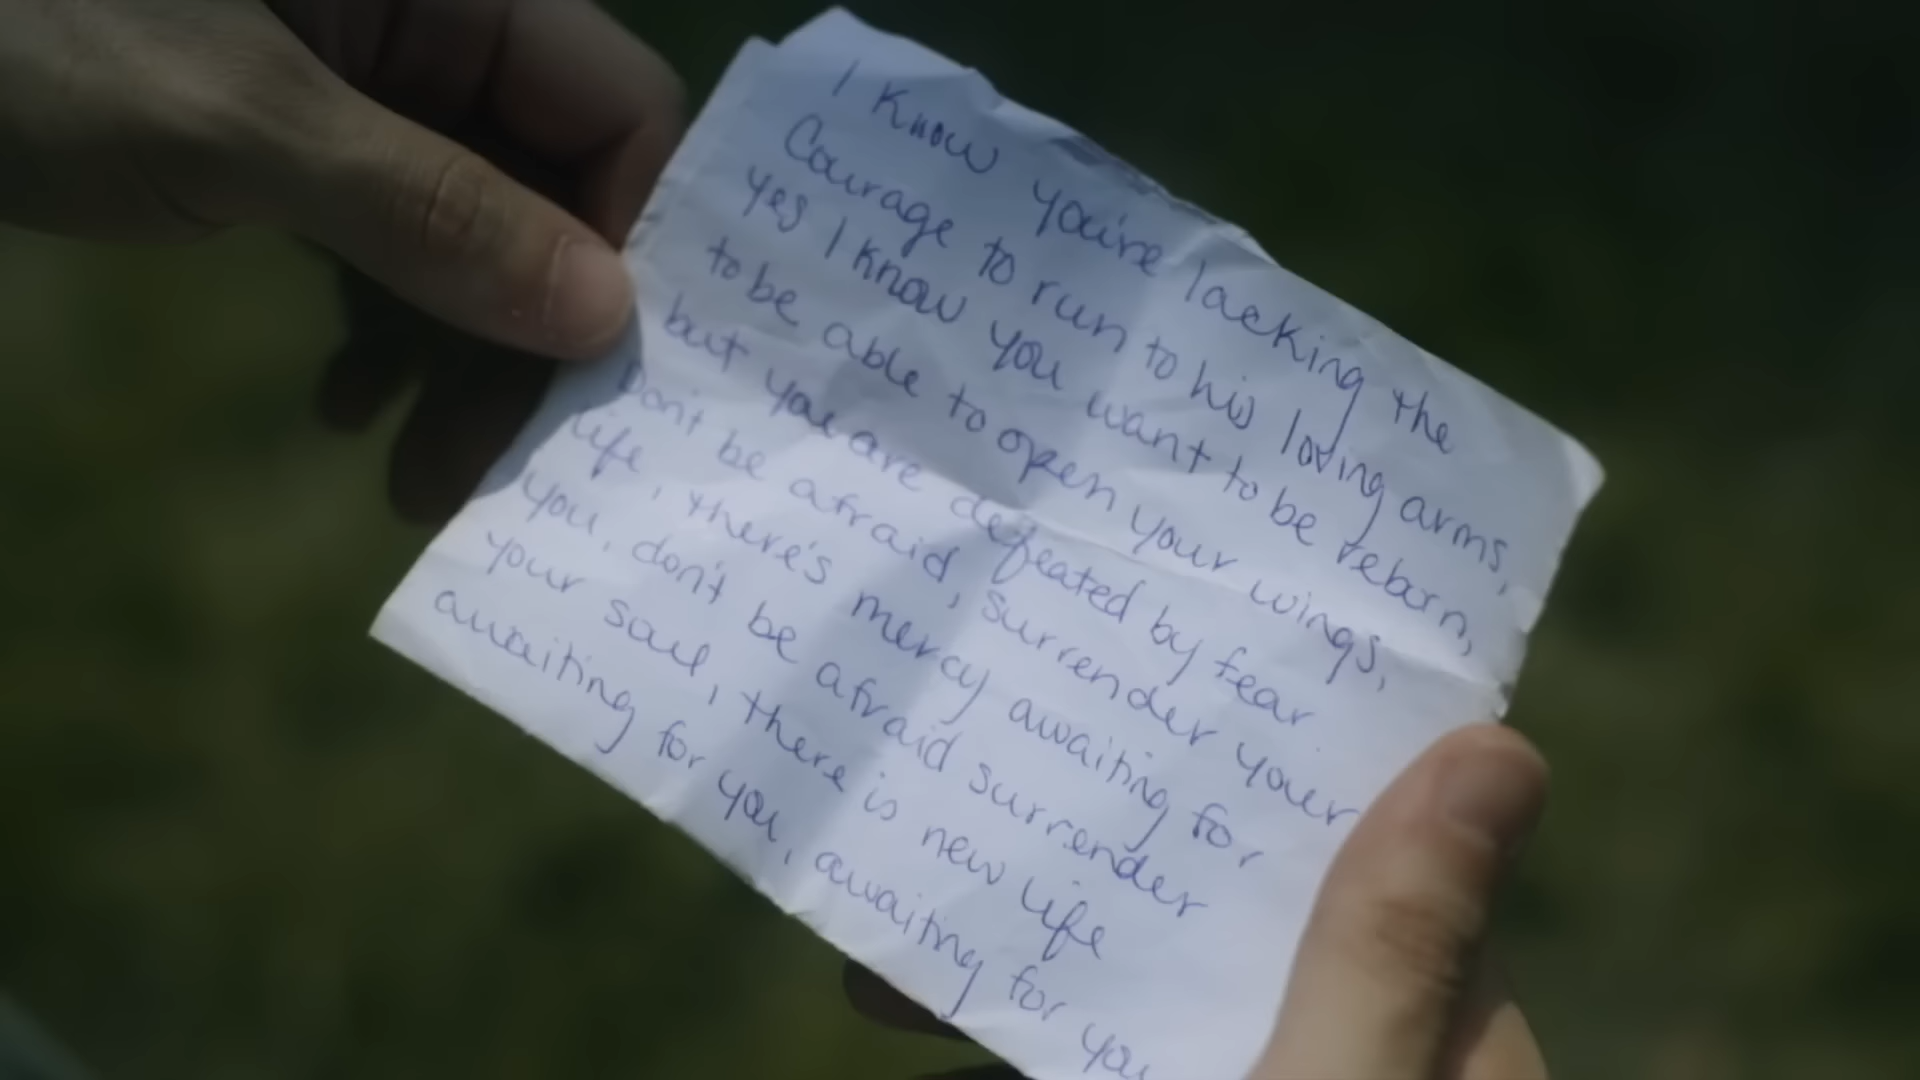 I Know you're lacking the
Courage to run to his loving arms,
yes I know you want to be reborn,
to be able to open your wings,
but you are defeated by fear.
Don't be afraid, surrender your
life, there's mercy awaiting for
you, don't be afraid surrender
your soul, there is new life
awaiting for you, awaiting for you